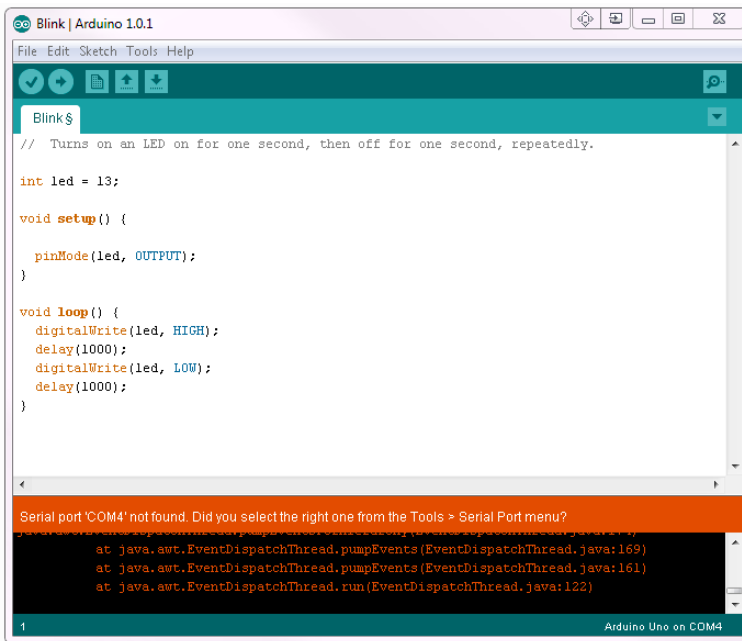 Blink | Arduino 1.0.1
File Edit Sketch Tools Help
Blink §
//  Turns on an LED on for one second, then off for one second, repeatedly.
int led = 13;
void setup() {
  pinMode(led, OUTPUT);
}
void loop() {
  digitalWrite(led, HIGH);
  delay(1000);
  digitalWrite(led, LOW);
  delay(1000);
}
Serial port 'COM4' not found. Did you select the right one from the Tools > Serial Port menu?
at java.awt.EventDispatchThread.pumpEvents(EventDispatchThread.java:169)
at java.awt.EventDispatchThread.pumpEvents(EventDispatchThread.java:161)
at java.awt.EventDispatchThread.run(EventDispatchThread.java:122)
1
Arduino Uno on COM4